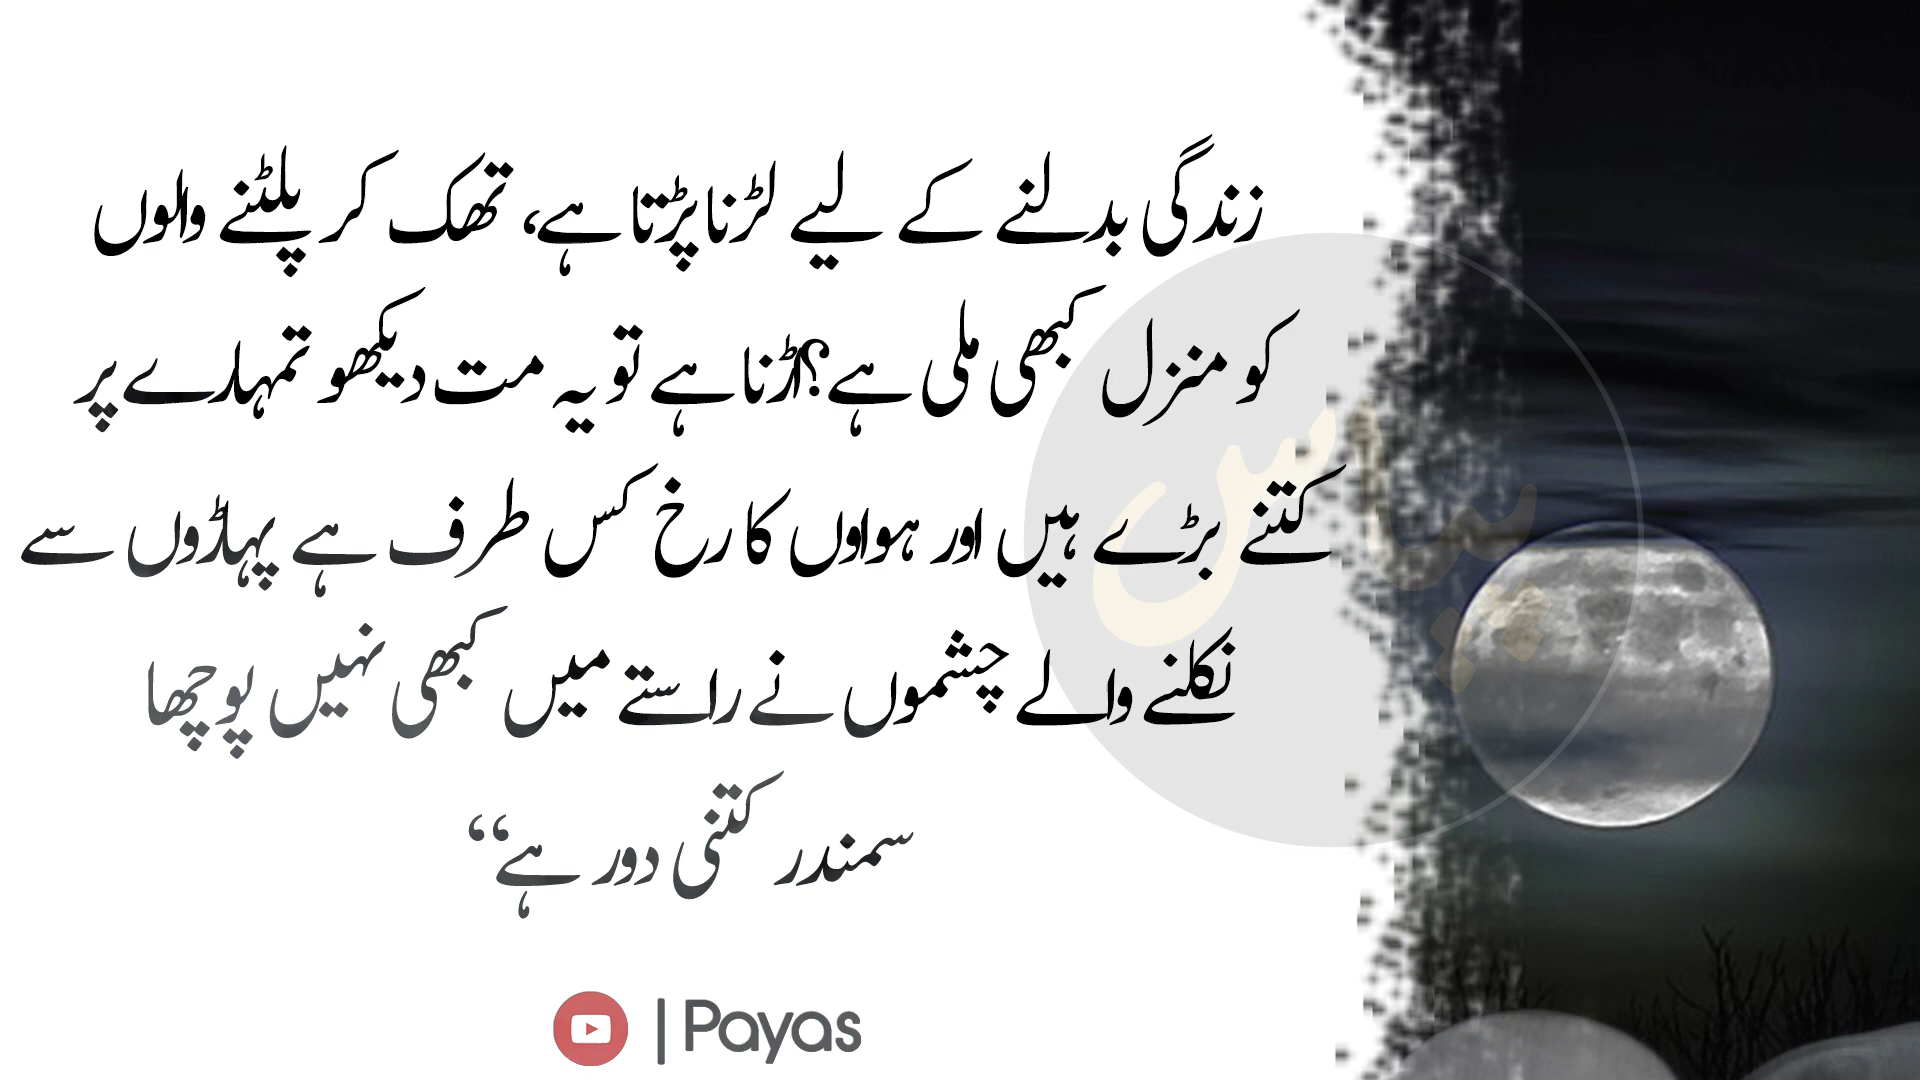 زندگی بدلنے کے لیے لڑنا پڑتا ہے، تھک کر پلٹنے والوں
کو منزل کبھی ملی ہے؟اڑنا ہے تو یہ مت دیکھو تمہارے پر
کتنے بڑے ہیں اور ہواوں کا رخ کس طرف ہے پہاڑوں سے
نکلنے والے چشموں نے راستے میں کبھی نہیں پوچھا
سمندر کتنی دور ہے‘‘
پیاس
| Payas